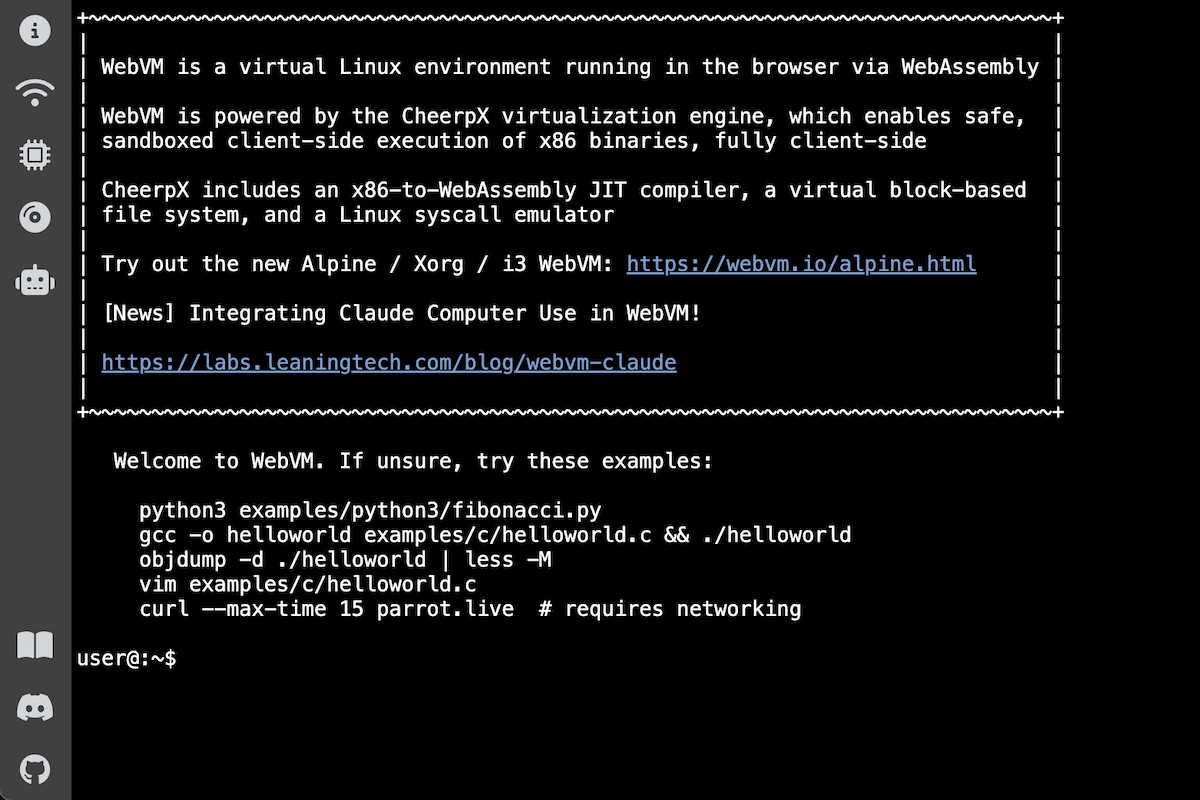 WebVM is a virtual Linux environment running in the browser via WebAssembly
WebVM is powered by the CheerpX virtualization engine, which enables safe,
sandboxed client-side execution of x86 binaries, fully client-side
CheerpX includes an x86-to-WebAssembly JIT compiler, a virtual block-based
file system, and a Linux syscall emulator
Try out the new Alpine / Xorg / i3 WebVM: https://webvm.io/alpine.html
[News] Integrating Claude Computer Use in WebVM!
https://labs.leaningtech.com/blog/webvm-claude
Welcome to WebVM. If unsure, try these examples:
python3 examples/python3/fibonacci.py
gcc -o helloworld examples/c/helloworld.c && ./helloworld
objdump -d ./helloworld | less -M
vim examples/c/helloworld.c
curl --max-time 15 parrot.live  # requires networking
user@:~$